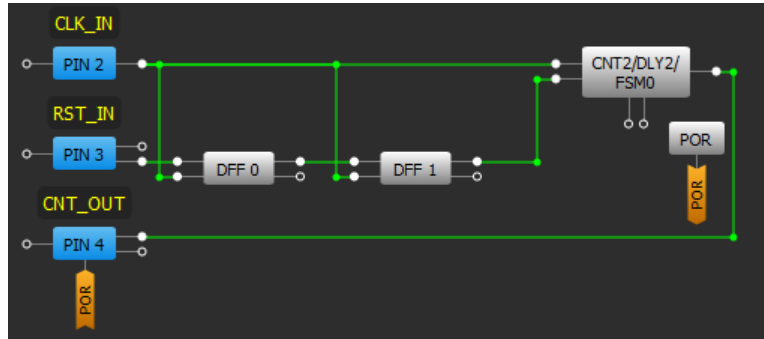 CLK_IN
PIN 2
CNT2/DLY2/
FSM0
RST_IN
PIN 3
DFF 0
DFF 1
POR
POR
CNT_OUT
PIN 4
POR